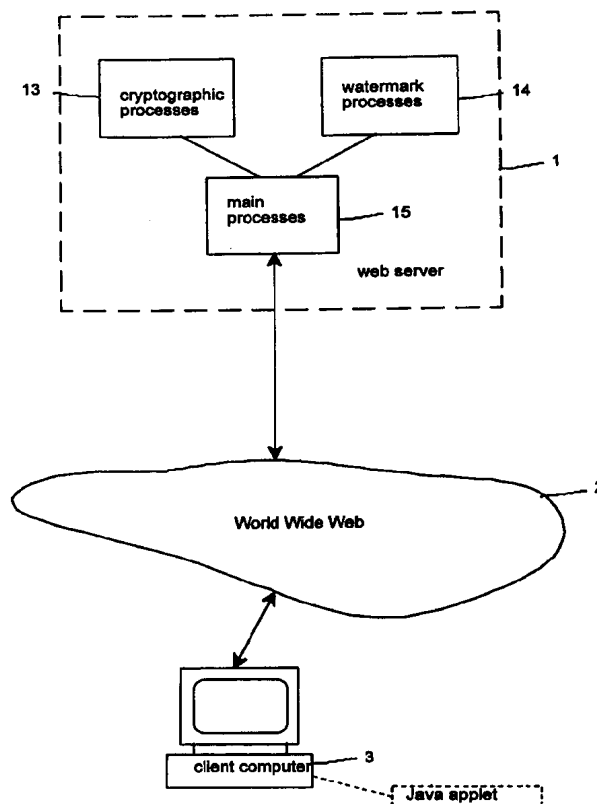 13
cryptographic
processes
watermark
processes
14
1
main
processes
15
web server
2
World Wide Web
client computer
3
Java applet